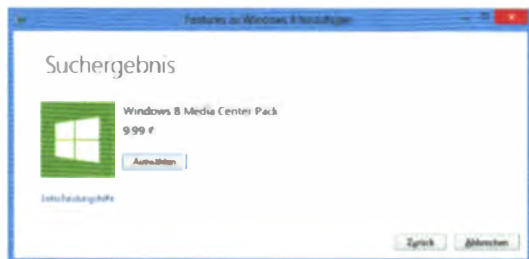 Features zu Windows 8 hinzufügen
Suchergebnis
Windows 8 Media Center Pack
9,99 €
Auswählen
Entscheidungshilfe
Zurück Abbrechen